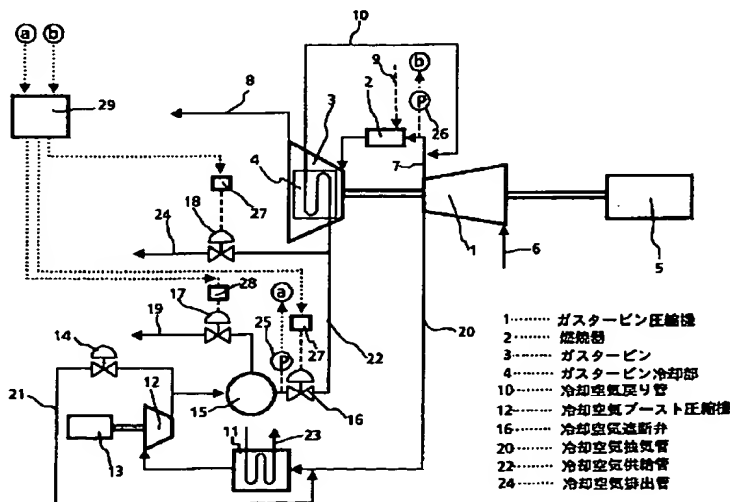 10
a b
9 b
8
2
P
3
26
29
4
7
27
18
24
1
5
6
28
17
19
a
25
27
22
20
14
P
12
21
15
16
11
23
13
1 ガスタービン圧縮機
2 燃焼器
3 ガスタービン
4 ガスタービン冷却部
10 冷却空気戻り管
12 冷却空気ブースト圧縮機
16 冷却空気遮断弁
20 冷却空気抽気管
22 冷却空気供給管
24 冷却空気排出管